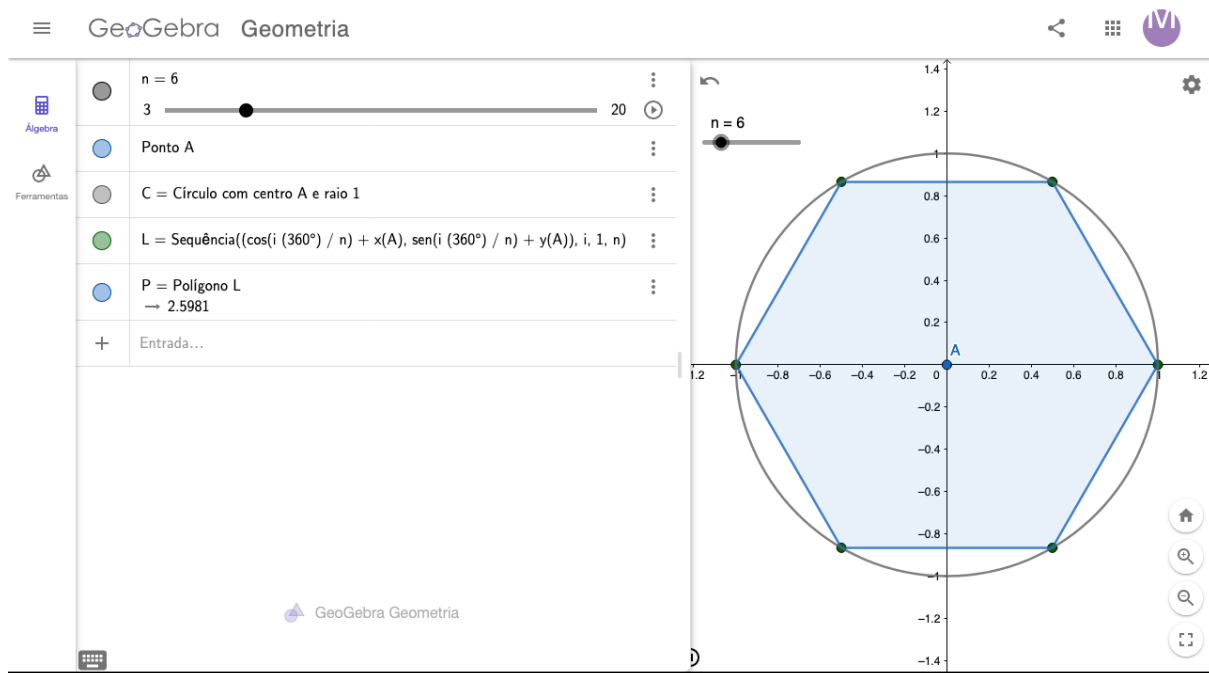 GeoGebra Geometria
M
Álgebra
Ferramentas
n = 6
3 20
Ponto A
C = Círculo com centro A e raio 1
L = Sequência((cos(i (360°) / n) + x(A), sen(i (360°) / n) + y(A)), i, 1, n)
P = Polígono L
→ 2.5981
+ Entrada…
GeoGebra Geometria
n = 6
1.4
1.2
1
0.8
0.6
0.4
0.2
A
1.2 -1 -0.8 -0.6 -0.4 -0.2 0 0.2 0.4 0.6 0.8 1 1.2
-0.2
-0.4
-0.6
-0.8
-1
-1.2
-1.4